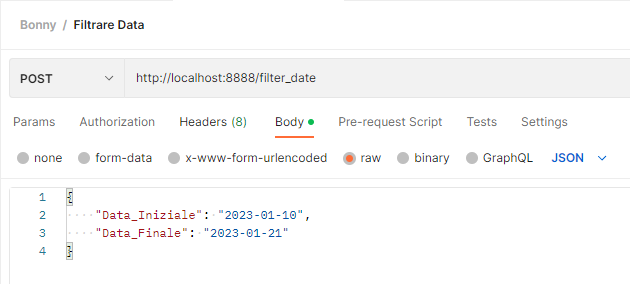 Bonny / Filtrare Data
POST http://localhost:8888/filter_date
Params Authorization Headers (8) Body Pre-request Script Tests Settings
none form-data x-www-form-urlencoded raw binary GraphQL JSON
1 {
2 "Data_Iniziale": "2023-01-10",
3 "Data_Finale": "2023-01-21"
4 }